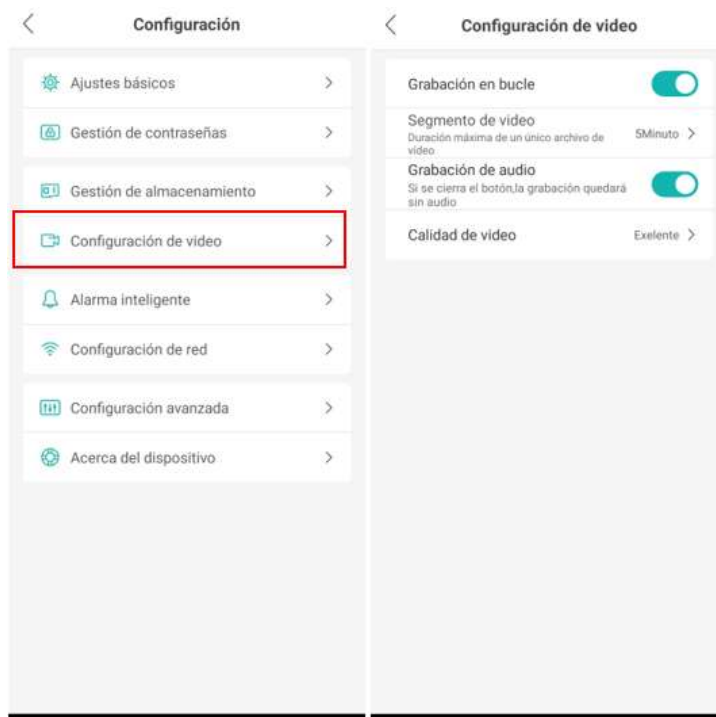 Configuración
Ajustes básicos
Gestión de contraseñas
Gestión de almacenamiento
Configuración de video
Alarma inteligente
Configuración de red
Configuración avanzada
Acerca del dispositivo
Configuración de video
Grabación en bucle
Segmento de video
Duración máxima de un único archivo de
video
5Minuto
Grabación de audio
Si se cierra el botón,la grabación quedará
sin audio
Calidad de video
Exelente